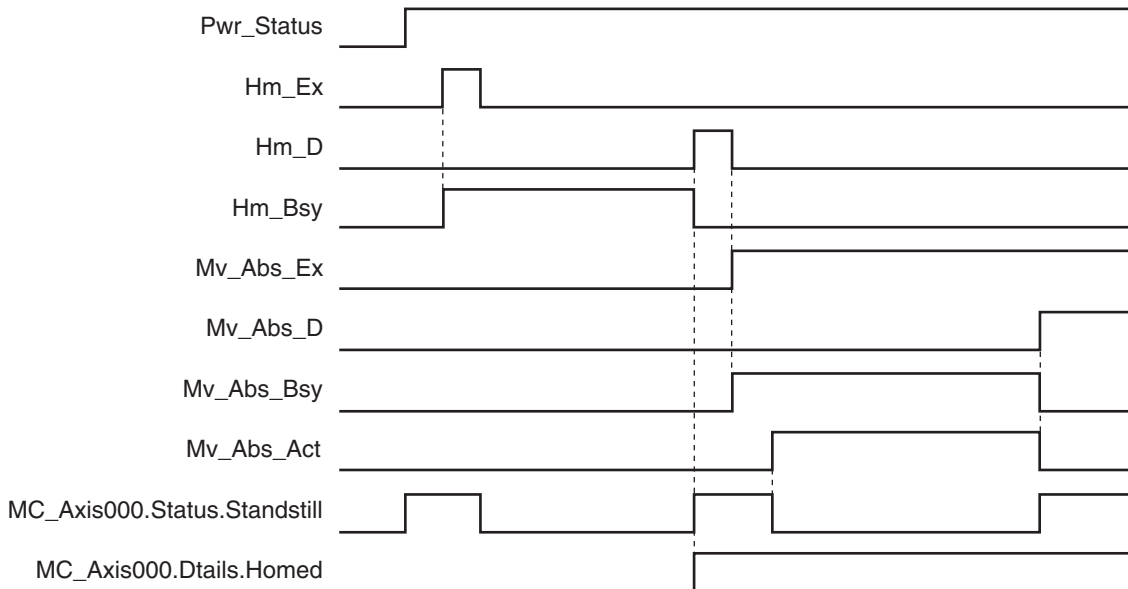 Pwr_Status
Hm_Ex
Hm_D
Hm_Bsy
Mv_Abs_Ex
Mv_Abs_D
Mv_Abs_Bsy
Mv_Abs_Act
MC_Axis000.Status.Standstill
MC_Axis000.Dtails.Homed